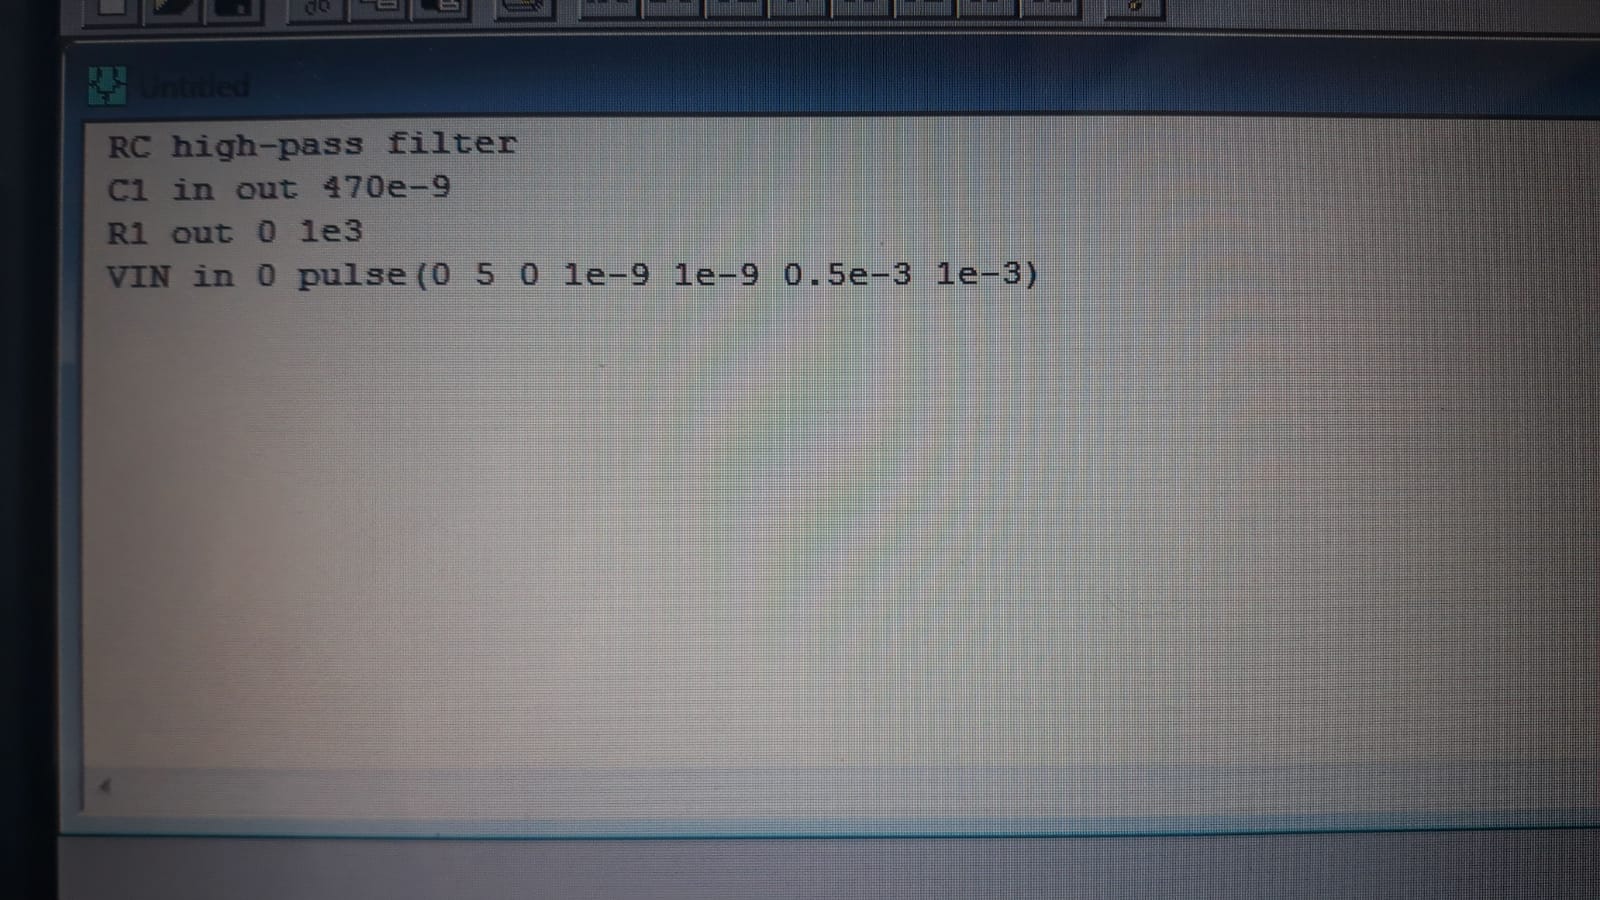 Untitled
RC high-pass filter
C1 in out 470e-9
R1 out 0 1e3
VIN in 0 pulse(0 5 0 1e-9 1e-9 0.5e-3 1e-3)